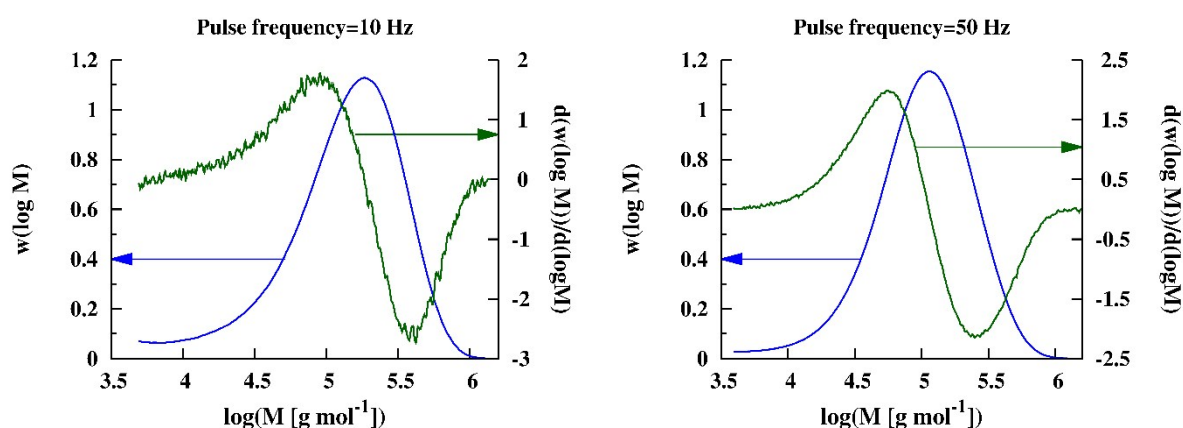 Pulse frequency=10 Hz
1.2
1
0.8
0.6
0.4
0.2
0
w(log M)
2
1
0
-1
-2
-3
d(w(log M))/d(logM)
3.5 4 4.5 5 5.5 6
log(M [g mol-1])
Pulse frequency=50 Hz
1.2
1
0.8
0.6
0.4
0.2
0
w(log M)
2.5
1.5
0.5
-0.5
-1.5
-2.5
d(w(log M))/d(logM)
3.5 4 4.5 5 5.5 6
log(M [g mol-1])